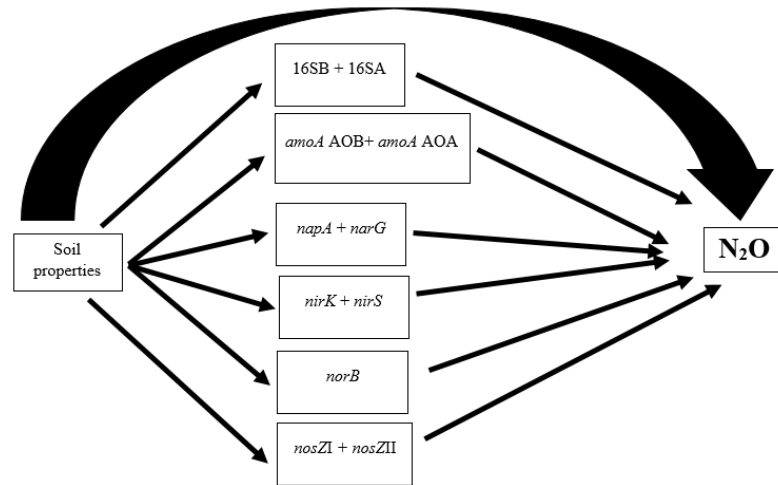 16SB + 16SA
amoA AOB+ amoA AOA
napA + narG
Soil
properties
N₂O
nirK + nirS
norB
nosZI + nosZII